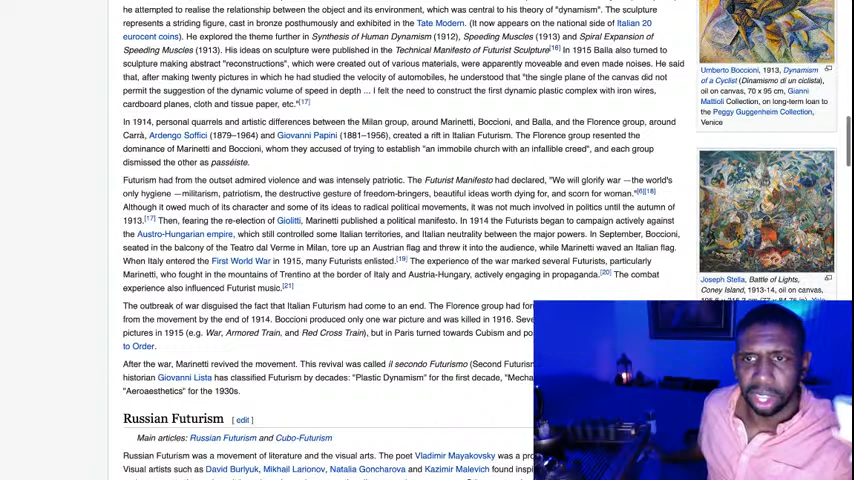 he attempted to realise the relationship between the object and its environment, which was central to his theory of "dynamism". The sculpture
represents a striding figure, cast in bronze posthumously and exhibited in the Tate Modern. (It now appears on the national side of Italian 20
eurocent coins). He explored the theme further in Synthesis of Human Dynamism (1912), Speeding Muscles (1913) and Spiral Expansion of
Speeding Muscles (1913). His ideas on sculpture were published in the Technical Manifesto of Futurist Sculpture[16] In 1915 Balla also turned to
sculpture making abstract "reconstructions", which were created out of various materials, were apparently moveable and even made noises. He said
that, after making twenty pictures in which he had studied the velocity of automobiles, he understood that "the single plane of the canvas did not
permit the suggestion of the dynamic volume of speed in depth ... I felt the need to construct the first dynamic plastic complex with iron wires,
cardboard planes, cloth and tissue paper, etc."[17]
In 1914, personal quarrels and artistic differences between the Milan group, around Marinetti, Boccioni, and Balla, and the Florence group, around
Carrà, Ardengo Soffici (1879–1964) and Giovanni Papini (1881–1956), created a rift in Italian Futurism. The Florence group resented the
dominance of Marinetti and Boccioni, whom they accused of trying to establish "an immobile church with an infallible creed", and each group
dismissed the other as passéiste.
Futurism had from the outset admired violence and was intensely patriotic. The Futurist Manifesto had declared, "We will glorify war —the world's
only hygiene —militarism, patriotism, the destructive gesture of freedom-bringers, beautiful ideas worth dying for, and scorn for woman."[6][18]
Although it owed much of its character and some of its ideas to radical political movements, it was not much involved in politics until the autumn of
1913.[17] Then, fearing the re-election of Giolitti, Marinetti published a political manifesto. In 1914 the Futurists began to campaign actively against
the Austro-Hungarian empire, which still controlled some Italian territories, and Italian neutrality between the major powers. In September, Boccioni,
seated in the balcony of the Teatro dal Verme in Milan, tore up an Austrian flag and threw it into the audience, while Marinetti waved an Italian flag.
When Italy entered the First World War in 1915, many Futurists enlisted.[19] The experience of the war marked several Futurists, particularly
Marinetti, who fought in the mountains of Trentino at the border of Italy and Austria-Hungary, actively engaging in propaganda.[20] The combat
experience also influenced Futurist music.[21]
The outbreak of war disguised the fact that Italian Futurism had come to an end. The Florence group had for
from the movement by the end of 1914. Boccioni produced only one war picture and was killed in 1916. Seve
pictures in 1915 (e.g. War, Armored Train, and Red Cross Train), but in Paris turned towards Cubism and po
to Order.
After the war, Marinetti revived the movement. This revival was called il secondo Futurismo (Second Futurism
historian Giovanni Lista has classified Futurism by decades: "Plastic Dynamism" for the first decade, "Mecha
"Aeroaesthetics" for the 1930s.
Russian Futurism [ edit ]
Main articles: Russian Futurism and Cubo-Futurism
Russian Futurism was a movement of literature and the visual arts. The poet Vladimir Mayakovsky was a pro
Visual artists such as David Burlyuk, Mikhail Larionov, Natalia Goncharova and Kazimir Malevich found inspi
Umberto Boccioni, 1913, Dynamism
of a Cyclist (Dinamismo di un ciclista),
oil on canvas, 70 x 95 cm, Gianni
Mattioli Collection, on long-term loan to
the Peggy Guggenheim Collection,
Venice
Joseph Stella, Battle of Lights,
Coney Island, 1913-14, oil on canvas,